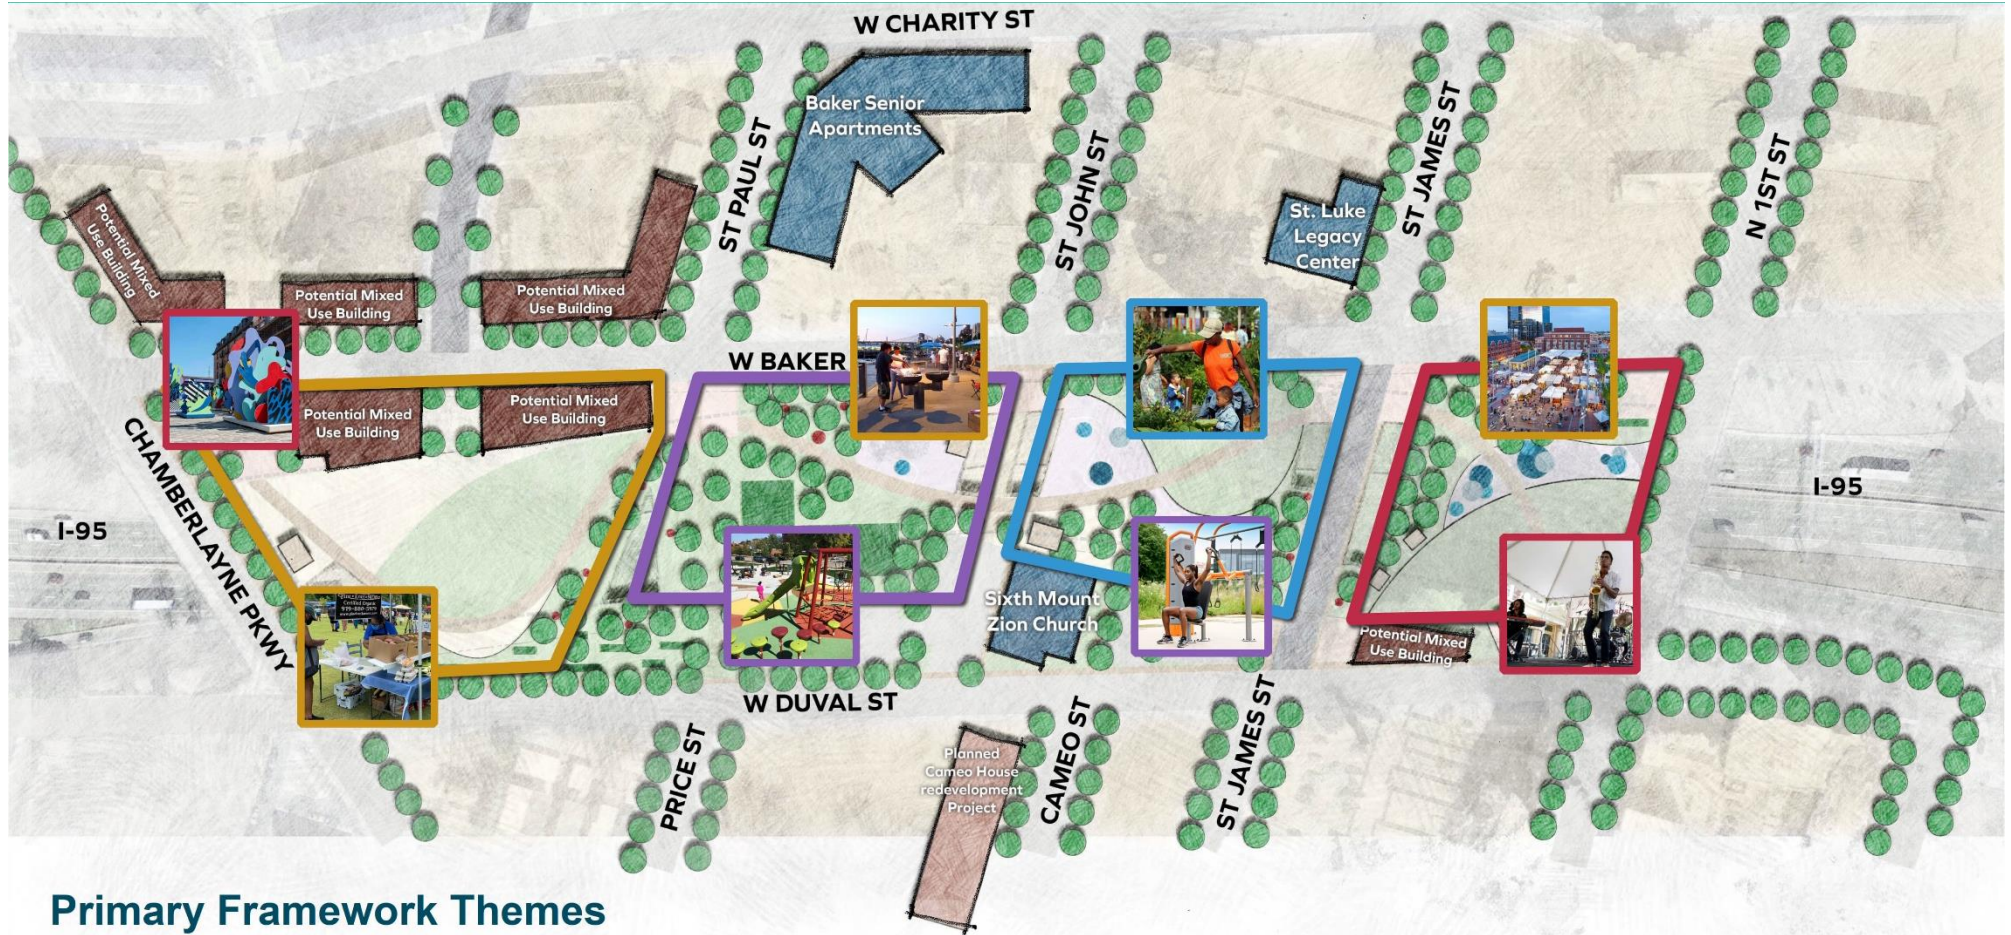 W CHARITY ST
ST PAUL ST
Baker Senior
Apartments
ST JOHN ST
ST JAMES ST
N 1ST ST
St. Luke
Legacy
Center
Potential Mixed
Use Building
Potential Mixed
Use Building
Potential Mixed
Use Building
W BAKER
Potential Mixed
Use Building
Potential Mixed
Use Building
CHAMBERLAYNE PKWY
I-95
I-95
Sixth Mount
Zion Church
Potential Mixed
Use Building
W DUVAL ST
PRICE ST
CAMEO ST
ST JAMES ST
Planned
Cameo House
redevelopment
Project
Primary Framework Themes